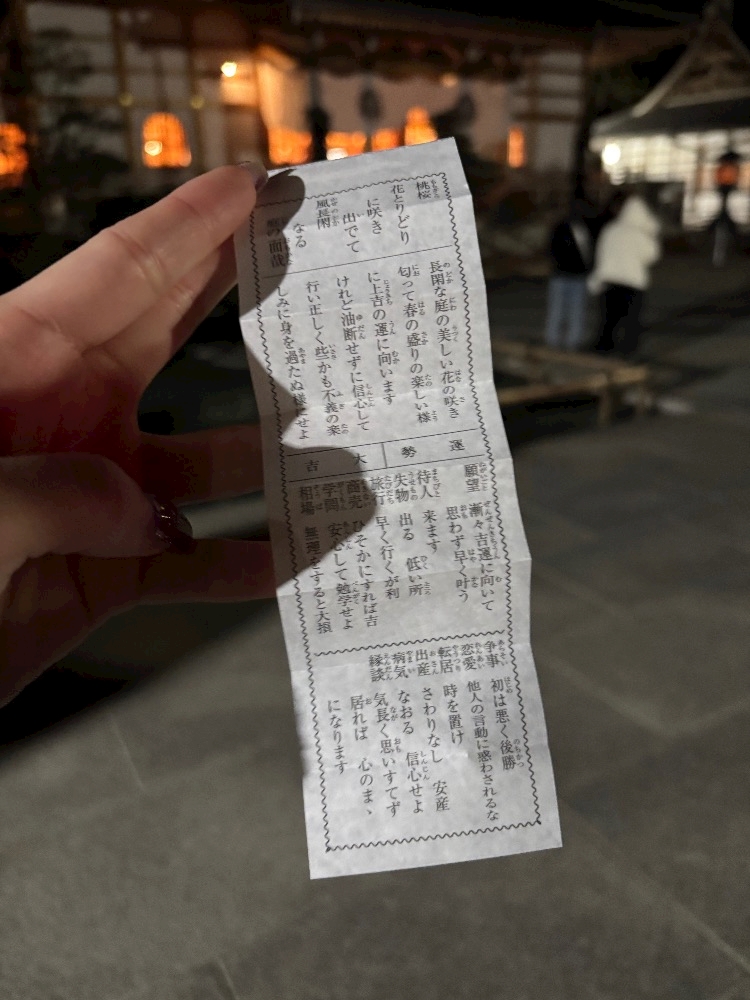 桃桜
花とりどり
に咲き
出でて
風長閑
なる
面哉
長閑な庭の美しい花の咲き
匂って春の盛りの楽しい様
に上吉の運に向います
けれど油断せずに信心して
行い正しく些かも不義の楽
しみに身を過たぬ様にせよ
運勢
大吉
願望 漸々吉運に向いて
思わず早く叶う
待人 来ます
失物 出る 低い所
旅行 早く行くが利
商売 ひそかにすれば吉
学問 安心して勉学せよ
相場 無理をすると大損
争事 初は悪く後勝
恋愛 他人の言動に惑わされるな
転居 時を置け
出産 さわりなし 安産
病気 なおる 信心せよ
縁談 気長く思いすてず
居れば 心のまゝ
になります